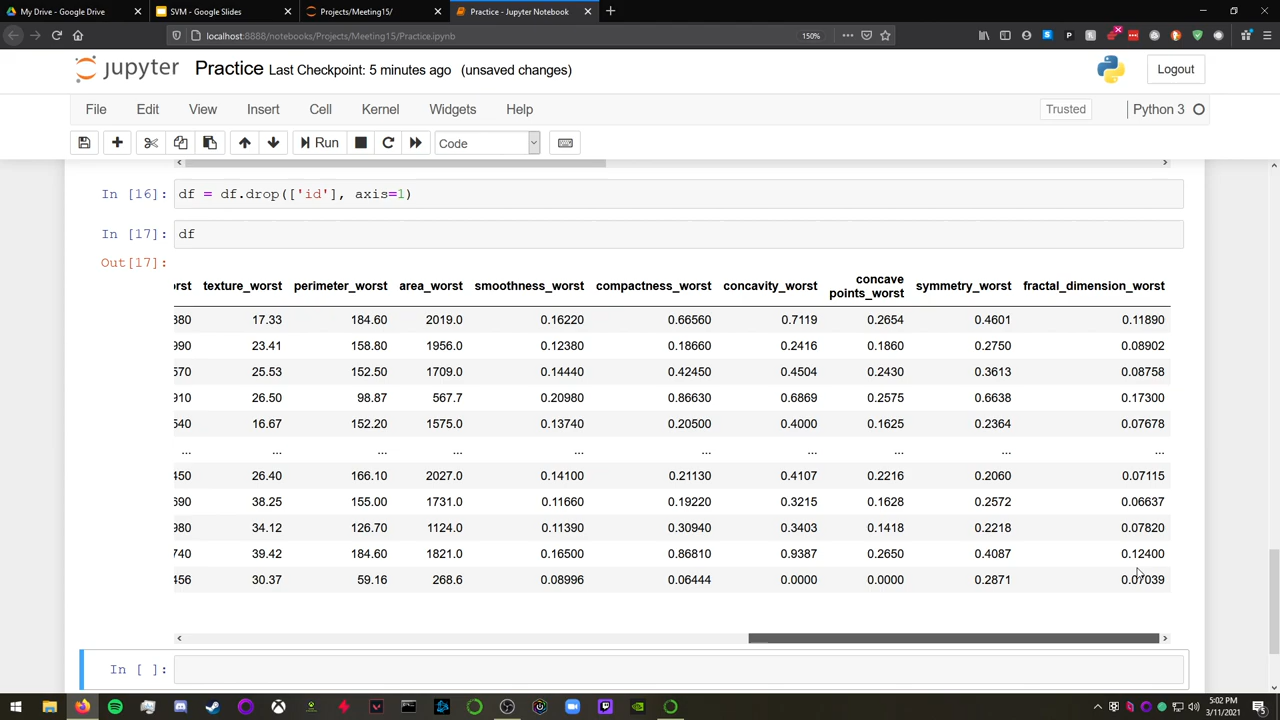 My Drive - Google Drive
SVM - Google Slides
Projects/Meeting15/
Practice - Jupyter Notebook
localhost:8888/notebooks/Projects/Meeting15/Practice.ipynb
150%
jupyter Practice Last Checkpoint: 5 minutes ago (unsaved changes)
Logout
File Edit View Insert Cell Kernel Widgets Help
Trusted
Python 3
Run
Code
In [16]: df = df.drop(['id'], axis=1)
In [17]: df
Out[17]:
orst texture_worst perimeter_worst area_worst smoothness_worst compactness_worst concavity_worst concave points_worst symmetry_worst fractal_dimension_worst
380 17.33 184.60 2019.0 0.16220 0.66560 0.7119 0.2654 0.4601 0.11890
990 23.41 158.80 1956.0 0.12380 0.18660 0.2416 0.1860 0.2750 0.08902
570 25.53 152.50 1709.0 0.14440 0.42450 0.4504 0.2430 0.3613 0.08758
910 26.50 98.87 567.7 0.20980 0.86630 0.6869 0.2575 0.6638 0.17300
540 16.67 152.20 1575.0 0.13740 0.20500 0.4000 0.1625 0.2364 0.07678
... ... ... ... ... ... ... ... ... ...
450 26.40 166.10 2027.0 0.14100 0.21130 0.4107 0.2216 0.2060 0.07115
690 38.25 155.00 1731.0 0.11660 0.19220 0.3215 0.1628 0.2572 0.06637
980 34.12 126.70 1124.0 0.11390 0.30940 0.3403 0.1418 0.2218 0.07820
740 39.42 184.60 1821.0 0.16500 0.86810 0.9387 0.2650 0.4087 0.12400
456 30.37 59.16 268.6 0.08996 0.06444 0.0000 0.0000 0.2871 0.07039
In [ ]:
5:02 PM
3/11/2021